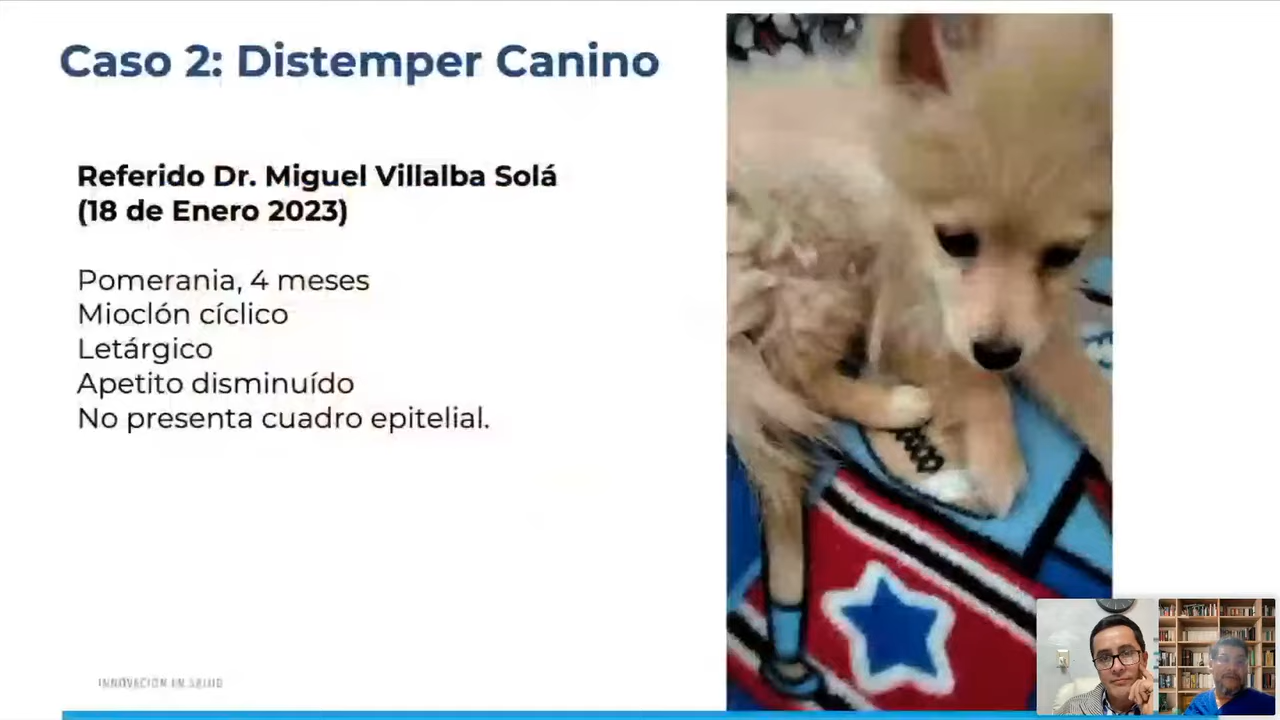 Caso 2: Distemper Canino
Referido Dr. Miguel Villalba Solá
(18 de Enero 2023)
Pomerania, 4 meses
Mioclón cíclico
Letárgico
Apetito disminuído
No presenta cuadro epitelial.
INNOVACIÓN EN SALUD